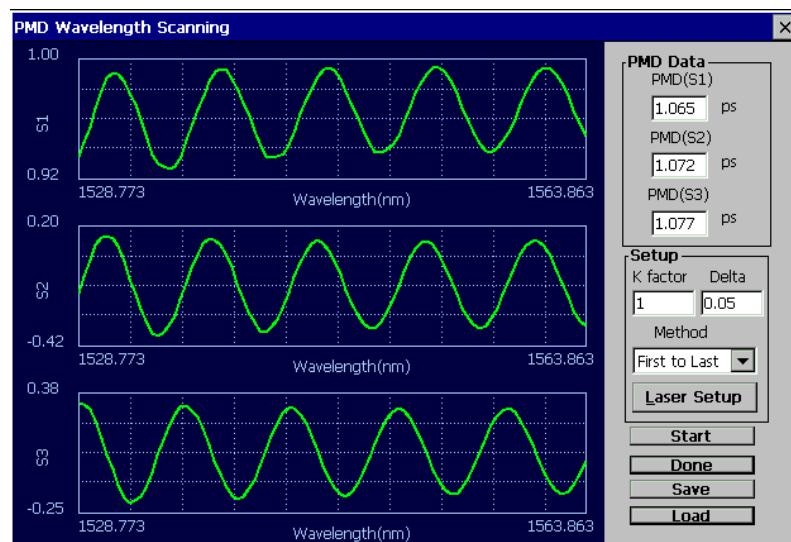 PMD Wavelength Scanning
1.00
S1
0.92
1528.773
Wavelength(nm)
1563.863
0.20
S2
-0.42
1528.773
Wavelength(nm)
1563.863
0.38
S3
-0.25
1528.773
Wavelength(nm)
1563.863
PMD Data
PMD(S1)
1.065 ps
PMD(S2)
1.072 ps
PMD(S3)
1.077 ps
Setup
K factor Delta
1 0.05
Method
First to Last
Laser Setup
Start
Done
Save
Load